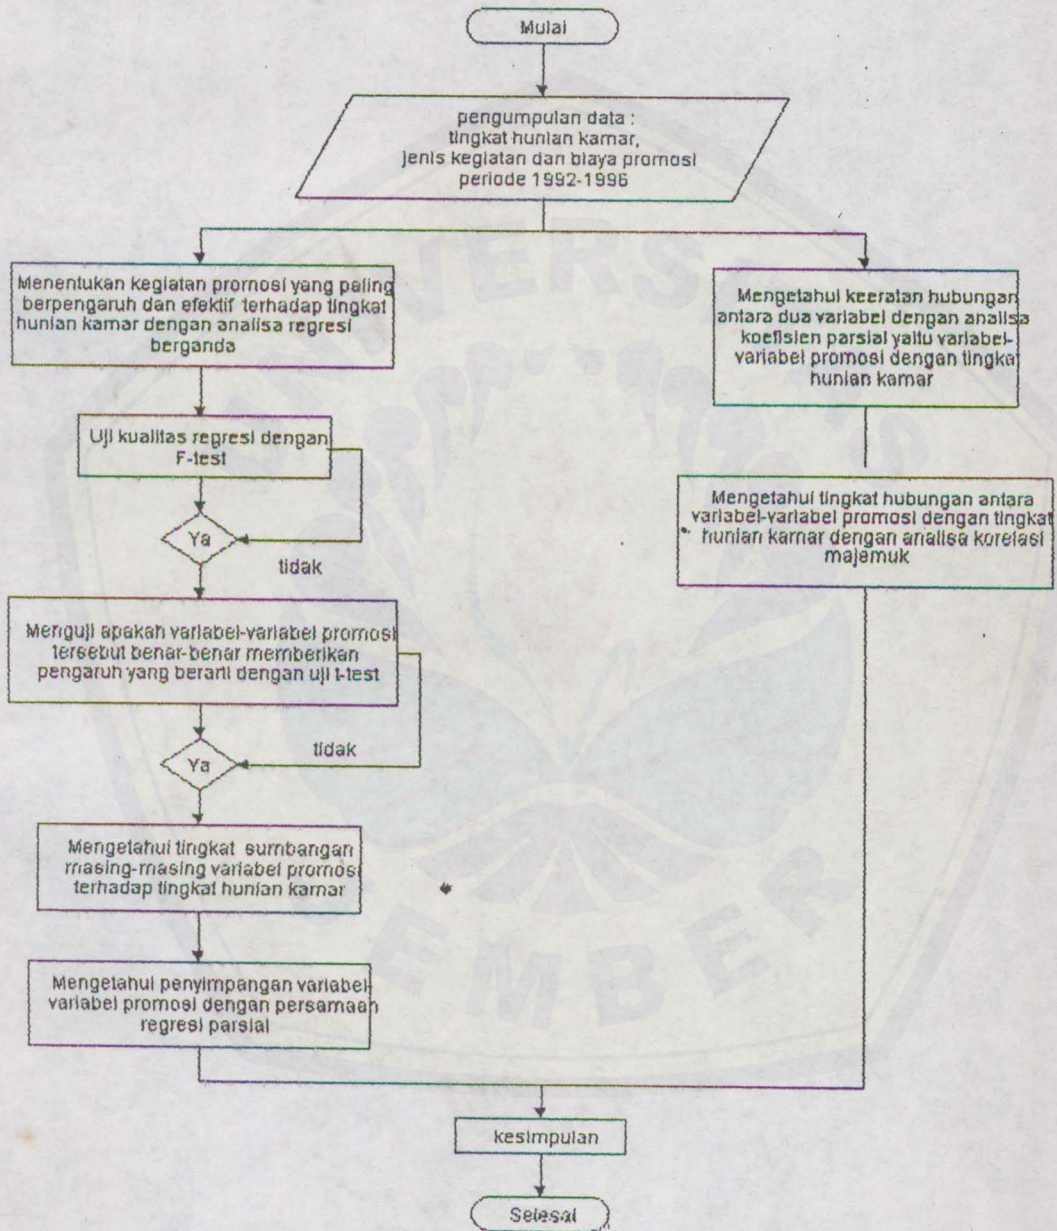 Mulai
pengumpulan data :
tingkat hunian kamar,
jenis kegiatan dan biaya promosi
periode 1992-1996
Menentukan kegiatan promosi yang paling
berpengaruh dan efektif terhadap tingkat
hunian kamar dengan analisa regresi
berganda
Uji kualitas regresi dengan
F-test
Ya
tidak
Menguji apakah variabel-variabel promosi
tersebut benar-benar memberikan
pengaruh yang berarti dengan uji t-test
Ya
tidak
Mengetahui tingkat sumbangan
masing-masing variabel promosi
terhadap tingkat hunian kamar
Mengetahui penyimpangan variabel-
variabel promosi dengan persamaan
regresi parsial
Mengetahui keeratan hubungan
antara dua variabel dengan analisa
koefisien parsial yaitu variabel-
variabel promosi dengan tingkat
hunian kamar
Mengetahui tingkat hubungan antara
variabel-variabel promosi dengan tingkat
hunian kamar dengan analisa korelasi
majemuk
kesimpulan
Selesai
UNIVERSITAS
JEMBER